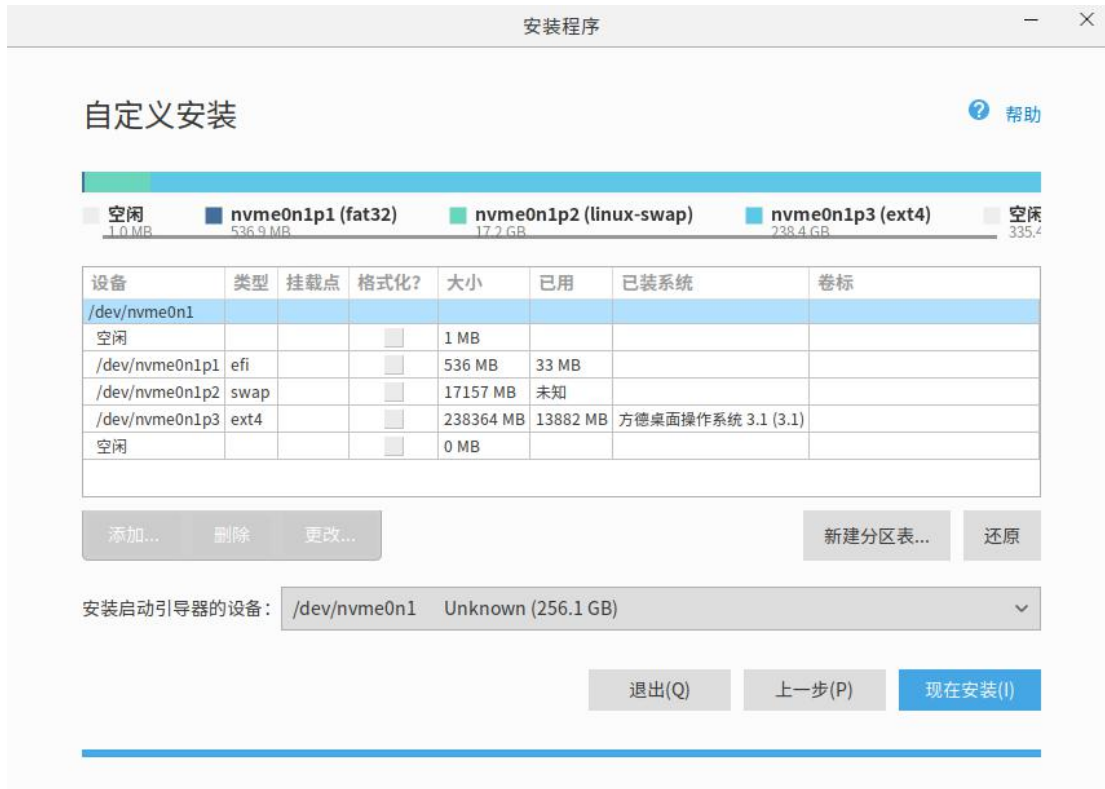 安装程序
自定义安装
帮助
空闲 nvme0n1p1 (fat32) nvme0n1p2 (linux-swap) nvme0n1p3 (ext4) 空闲
1.0 MB 536.9 MB 17.2 GB 238.4 GB 335.4
设备 类型 挂载点 格式化? 大小 已用 已装系统 卷标
/dev/nvme0n1
空闲 1 MB
/dev/nvme0n1p1 efi 536 MB 33 MB
/dev/nvme0n1p2 swap 17157 MB 未知
/dev/nvme0n1p3 ext4 238364 MB 13882 MB 方德桌面操作系统 3.1 (3.1)
空闲 0 MB
添加... 删除 更改... 新建分区表... 还原
安装启动引导器的设备: /dev/nvme0n1 Unknown (256.1 GB)
退出(Q) 上一步(P) 现在安装(I)